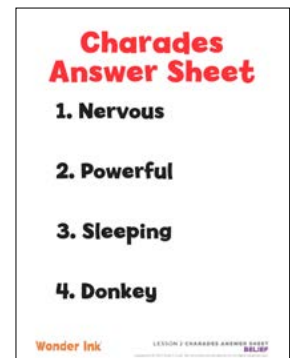 Charades
Answer Sheet
1. Nervous
2. Powerful
3. Sleeping
4. Donkey
Wonder Ink
LESSON 2 CHARADES ANSWER SHEET
BELIEF